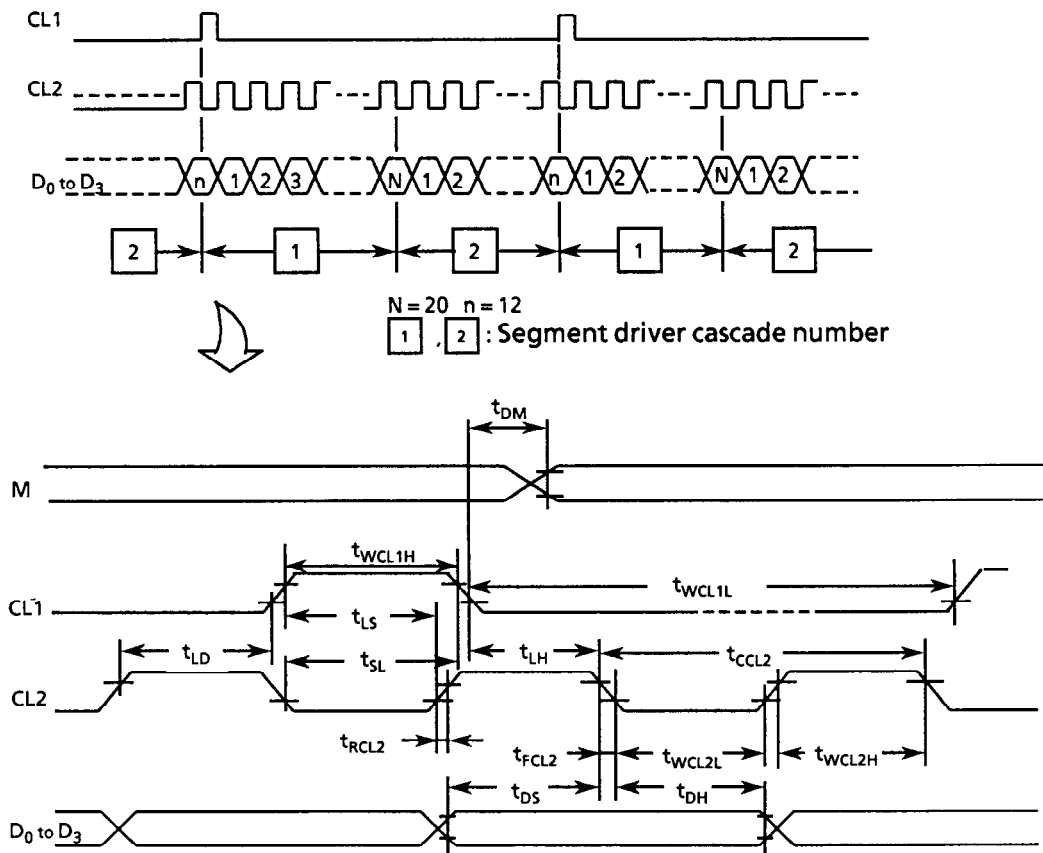 CL1
CL2
D0 to D3 n 1 2 3 N 1 2 n 1 2 N 1 2
2 1 2 1 2
N=20 n=12
1 , 2 : Segment driver cascade number
tDM
M
tWCL1H
tWCL1L
CL1
tLS
tLD tSL tLH tCCL2
CL2
tRCL2 tFCL2 tWCL2L tWCL2H
tDS tDH
D0 to D3